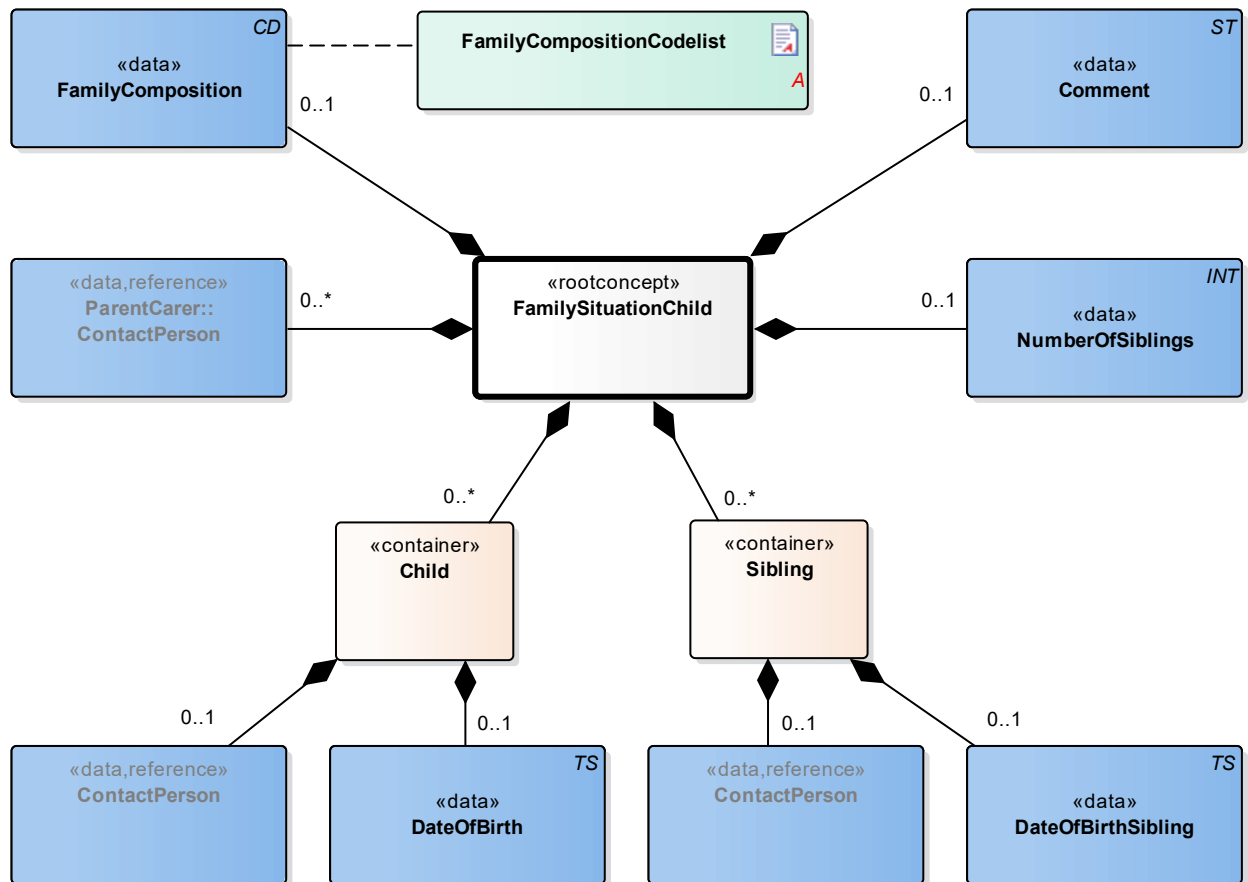 CD
«data»
FamilyComposition
0..1
FamilyCompositionCodelist
A
ST
«data»
Comment
0..1
«data,reference»
ParentCarer::
ContactPerson
0..*
«rootconcept»
FamilySituationChild
INT
«data»
NumberOfSiblings
0..1
0..*
0..*
«container»
Child
«container»
Sibling
0..1
0..1
0..1
0..1
«data,reference»
ContactPerson
TS
«data»
DateOfBirth
«data,reference»
ContactPerson
TS
«data»
DateOfBirthSibling